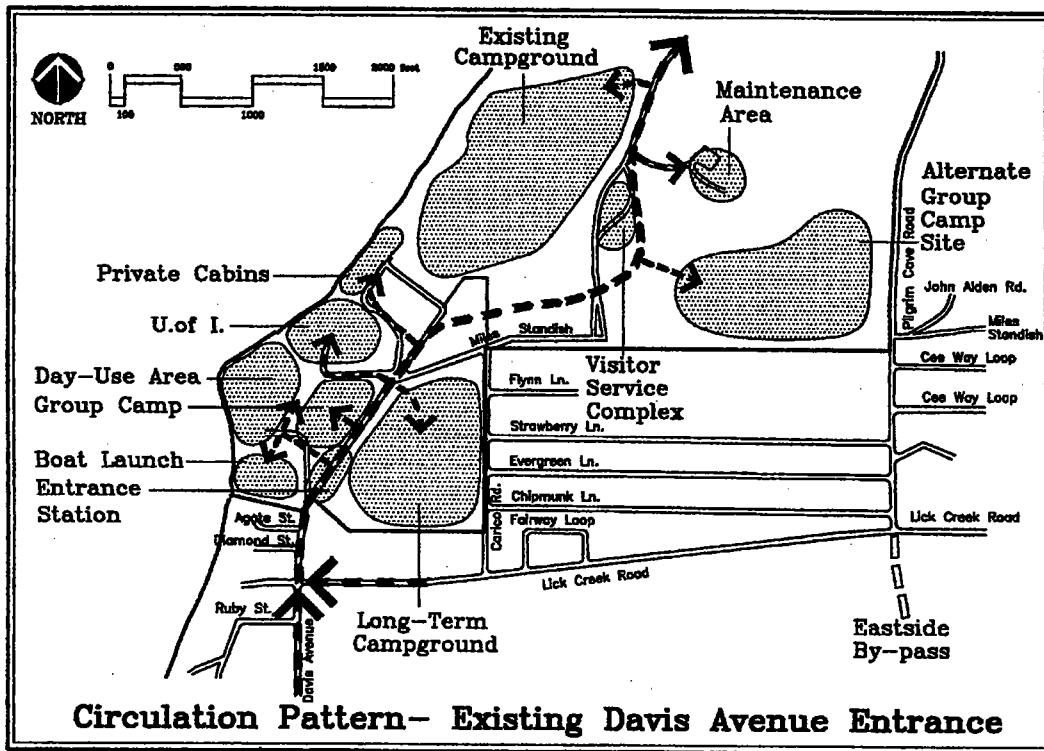 Existing
Campground
0 500 1500 2000 feet
100 1000
NORTH
Maintenance
Area
Alternate
Group
Camp
Site
Pilgrim Cove Road
John Alden Rd.
Miles
Standish
Cee Way Loop
Cee Way Loop
Private Cabins
U.of I.
Miles Standish
Day-Use Area
Group Camp
Flynn Ln.
Visitor
Service
Complex
Strawberry Ln.
Boat Launch
Entrance
Station
Evergreen Ln.
Chipmunk Ln.
Carico Rd.
Fairway Loop
Lick Creek Road
Agate St.
Diamond St.
Lick Creek Road
Ruby St.
Davis Avenue
Long-Term
Campground
Eastside
By-pass
Circulation Pattern- Existing Davis Avenue Entrance